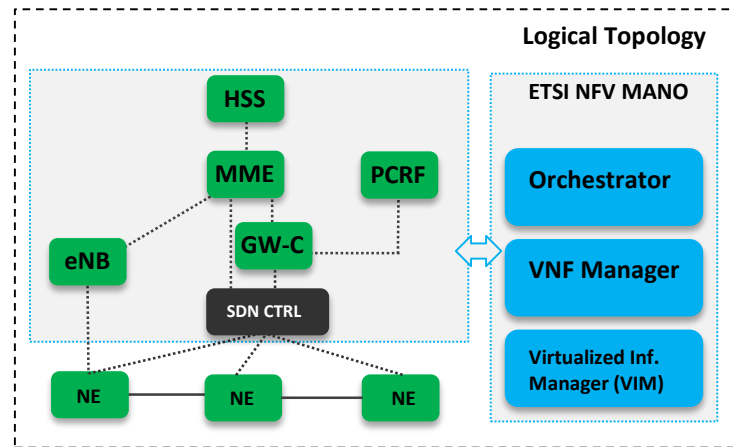 Logical Topology
HSS
MME
PCRF
GW-C
eNB
SDN CTRL
NE
NE
NE
ETSI NFV MANO
Orchestrator
VNF Manager
Virtualized Inf.
Manager (VIM)